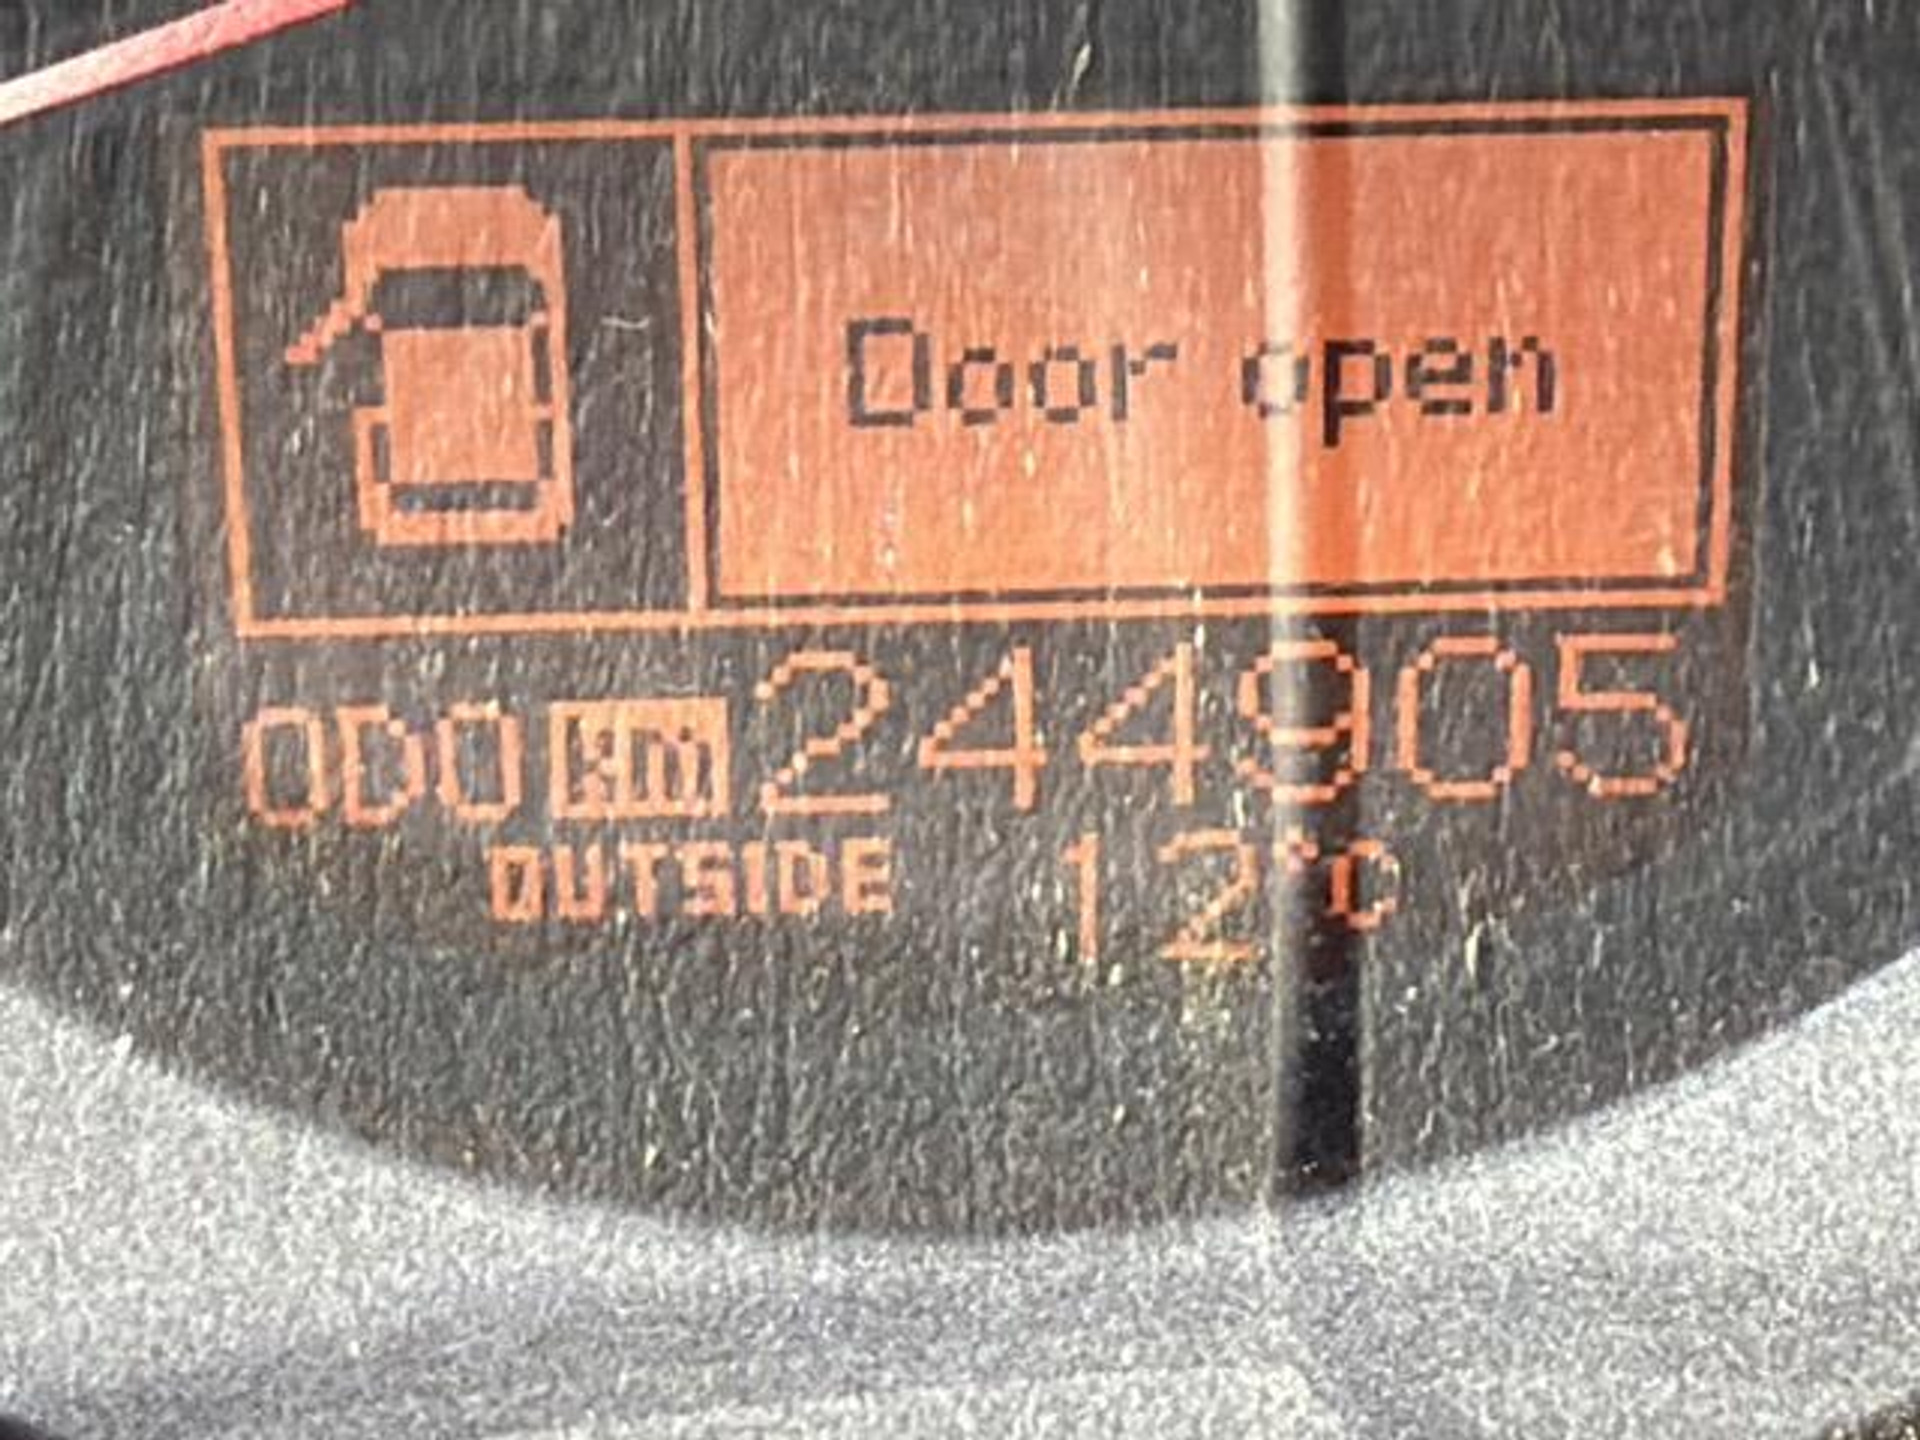 Door open
ODO km 244905
OUTSIDE 12°C